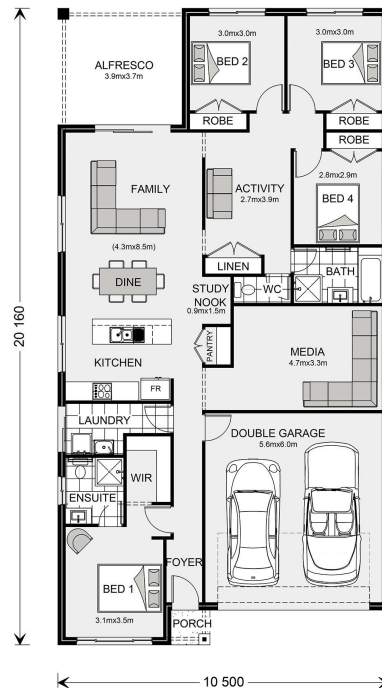 ALFRESCO
3.9mx3.7m
3.0mx3.0m
BED 2
3.0mx3.0m
BED 3
ROBE
ROBE
ROBE
FAMILY
ACTIVITY
2.7mx3.9m
2.8mx2.9m
BED 4
(4.3mx8.5m)
DINE
LINEN
STUDY
NOOK
0.9mx1.5m
WC
BATH
PANTRY
KITCHEN
MEDIA
4.7mx3.3m
FR
LAUNDRY
DOUBLE GARAGE
5.6mx6.0m
WIR
ENSUITE
FOYER
BED 1
3.1mx3.5m
PORCH
20 160
10 500